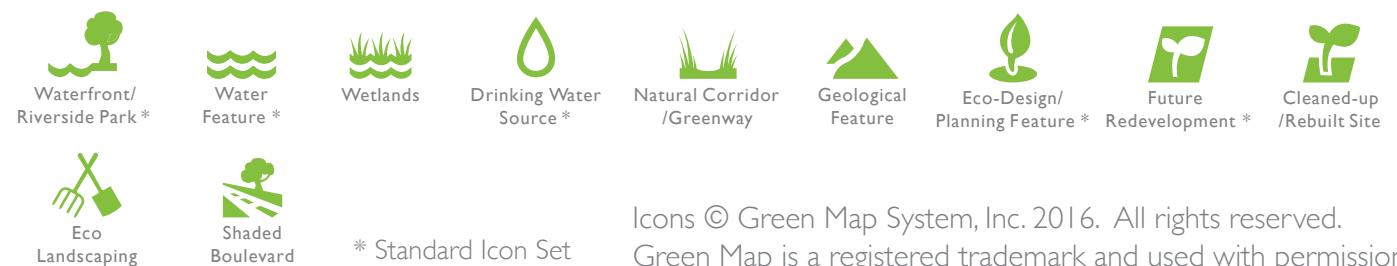 Waterfront/
Riverside Park *
Water
Feature *
Wetlands
Drinking Water
Source *
Natural Corridor
/Greenway
Geological
Feature
Eco-Design/
Planning Feature *
Future
Redevelopment *
Cleaned-up
/Rebuilt Site
Eco
Landscaping
Shaded
Boulevard
* Standard Icon Set
Icons © Green Map System, Inc. 2016. All rights reserved.
Green Map is a registered trademark and used with permission